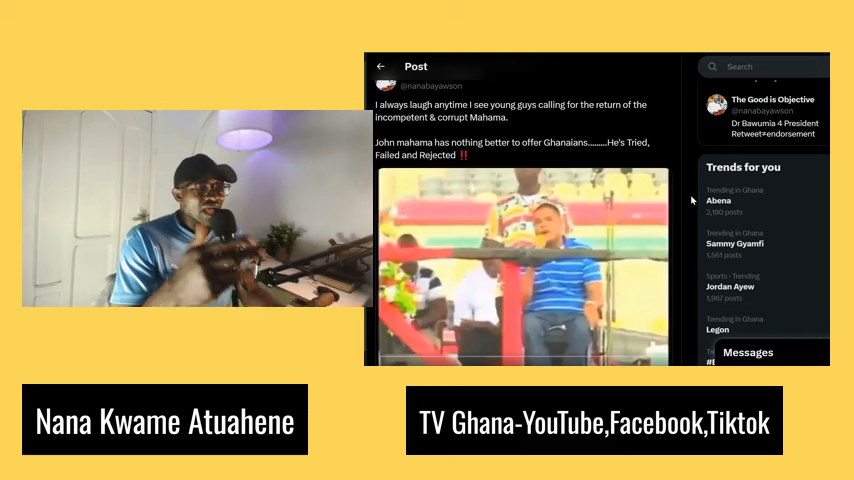 Post
@nanabayawson
I always laugh anytime I see young guys calling for the return of the
incompetent & corrupt Mahama.
John mahama has nothing better to offer Ghanaians.........He's Tried,
Failed and Rejected ‼️
Search
The Good is Objective
@nanabayawson
Dr Bawumia 4 President
Retweet≠endorsement
Trends for you
Trending in Ghana
Abena
2,180 posts
Trending in Ghana
Sammy Gyamfi
1,561 posts
Sports · Trending
Jordan Ayew
1,987 posts
Trending in Ghana
Legon
Messages
Nana Kwame Atuahene
TV Ghana-YouTube,Facebook,Tiktok